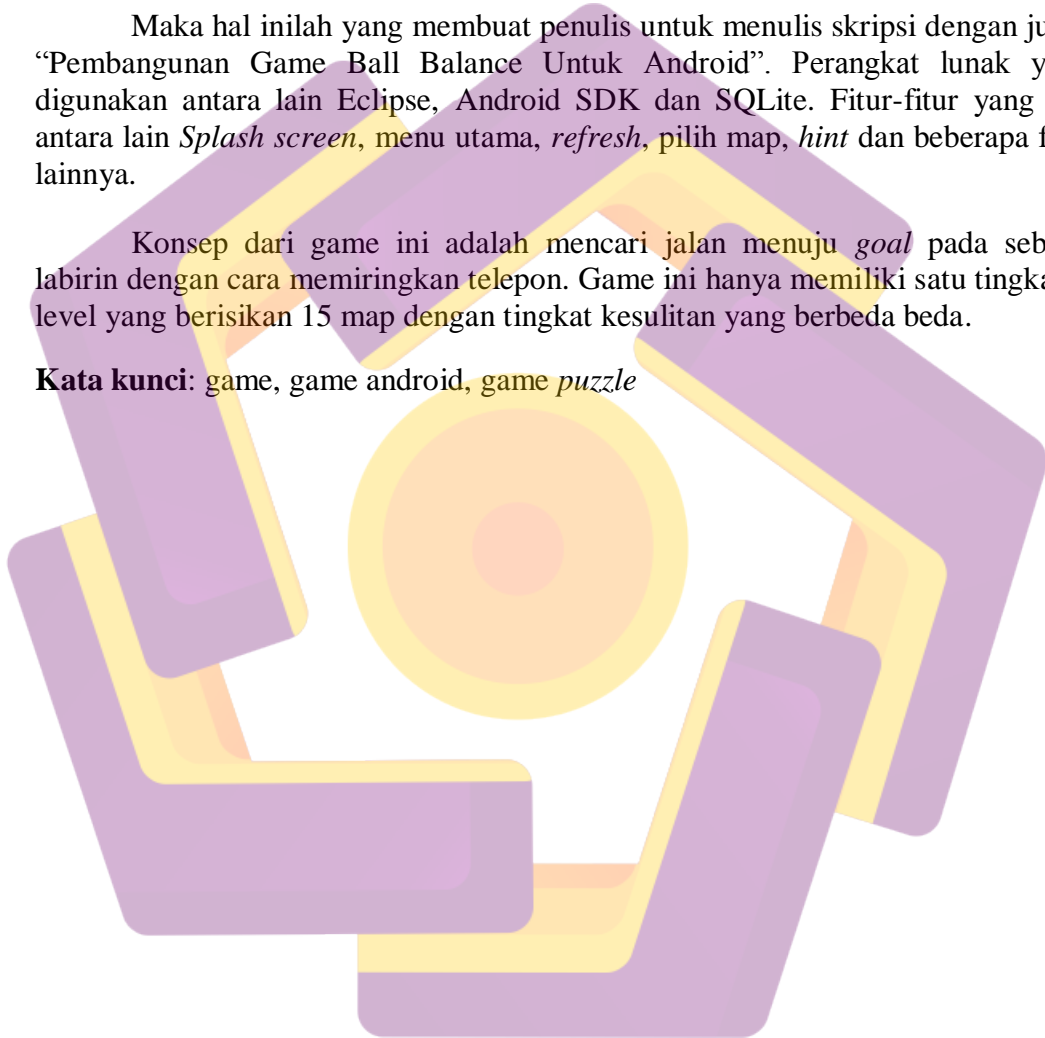 Maka hal inilah yang membuat penulis untuk menulis skripsi dengan ju
“Pembangunan Game Ball Balance Untuk Android”. Perangkat lunak y
digunakan antara lain Eclipse, Android SDK dan SQLite. Fitur-fitur yang
antara lain Splash screen, menu utama, refresh, pilih map, hint dan beberapa f
lainnya.
Konsep dari game ini adalah mencari jalan menuju goal pada seb
labirin dengan cara memiringkan telepon. Game ini hanya memiliki satu tingka
level yang berisikan 15 map dengan tingkat kesulitan yang berbeda beda.
Kata kunci: game, game android, game puzzle